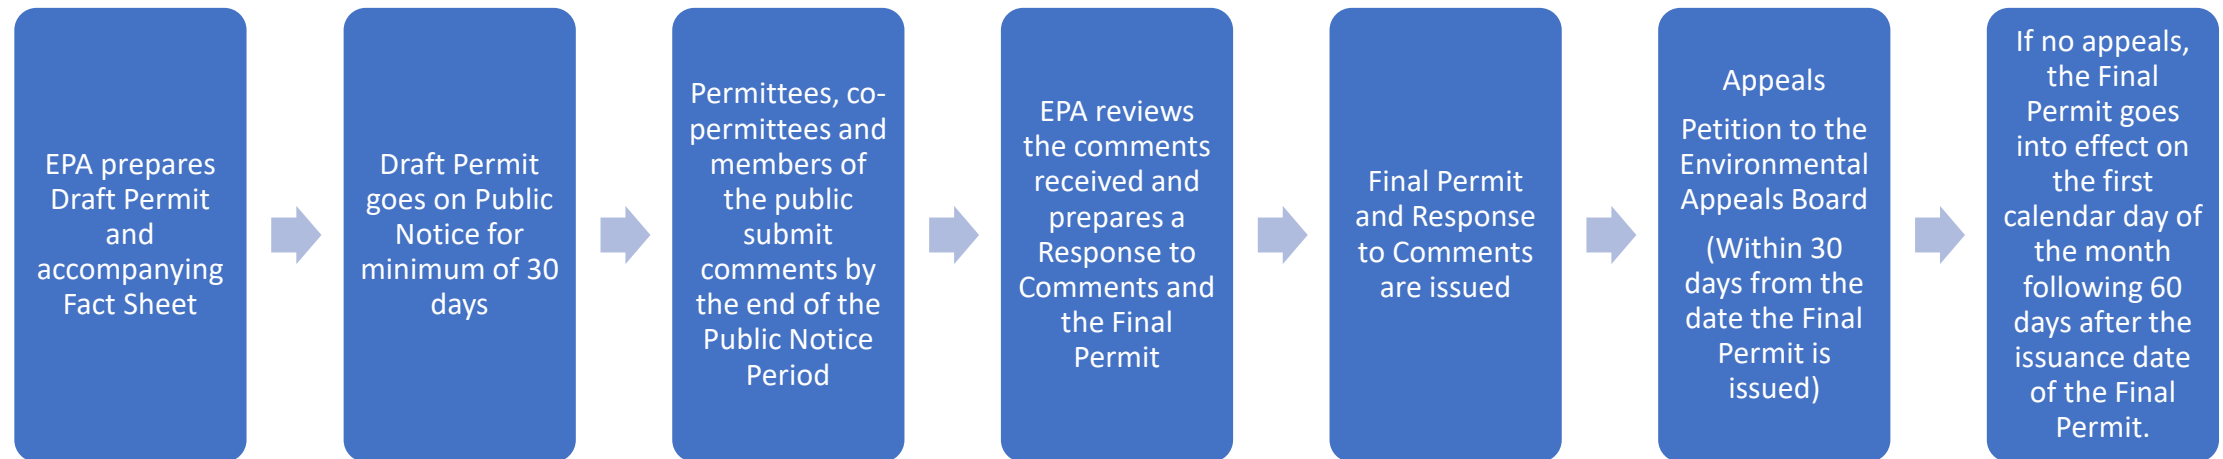 EPA prepares
Draft Permit
and
accompanying
Fact Sheet
Draft Permit
goes on Public
Notice for
minimum of 30
days
Permittees, co-
permittees and
members of
the public
submit
comments by
the end of the
Public Notice
Period
EPA reviews
the comments
received and
prepares a
Response to
Comments and
the Final
Permit
Final Permit
and Response
to Comments
are issued
Appeals
Petition to the
Environmental
Appeals Board
(Within 30
days from the
date the Final
Permit is
issued)
If no appeals,
the Final
Permit goes
into effect on
the first
calendar day of
the month
following 60
days after the
issuance date
of the Final
Permit.